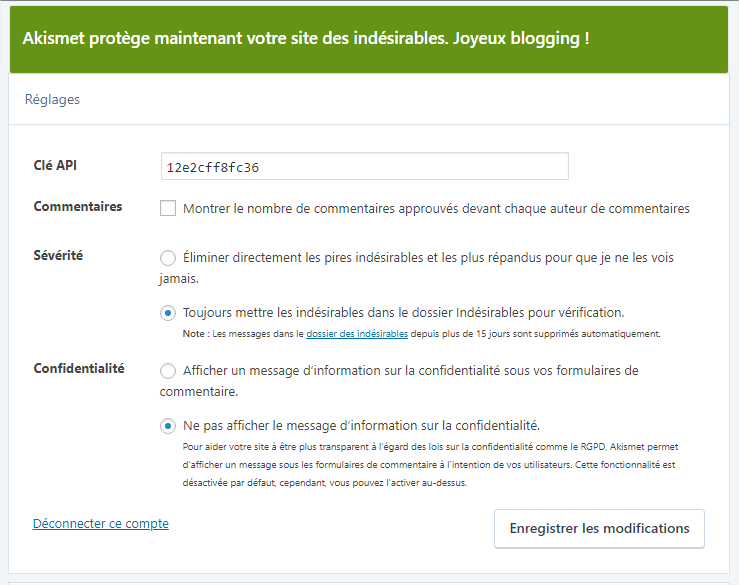 Akismet protège maintenant votre site des indésirables. Joyeux blogging !
Réglages
Clé API
12e2cff8fc36
Commentaires
Montrer le nombre de commentaires approuvés devant chaque auteur de commentaires
Sévérité
Éliminer directement les pires indésirables et les plus répandus pour que je ne les vois
jamais.
Toujours mettre les indésirables dans le dossier Indésirables pour vérification.
Note : Les messages dans le dossier des indésirables depuis plus de 15 jours sont supprimés automatiquement.
Confidentialité
Afficher un message d’information sur la confidentialité sous vos formulaires de
commentaire.
Ne pas afficher le message d’information sur la confidentialité.
Pour aider votre site à être plus transparent à l’égard des lois sur la confidentialité comme le RGPD, Akismet permet
d’afficher un message sous les formulaires de commentaire à l’intention de vos utilisateurs. Cette fonctionnalité est
désactivée par défaut, cependant, vous pouvez l’activer au-dessus.
Déconnecter ce compte
Enregistrer les modifications